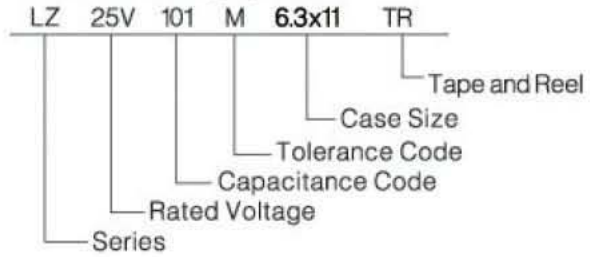 LZ 25V 101 M 6.3x11 TR
Tape and Reel
Case Size
Tolerance Code
Capacitance Code
Rated Voltage
Series